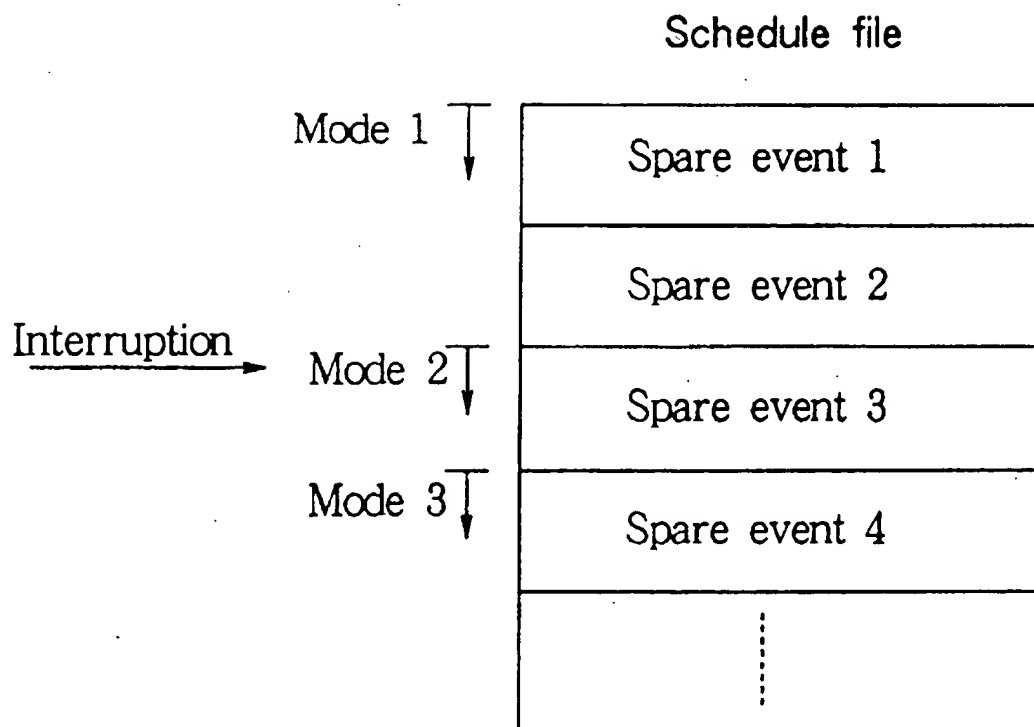 Schedule file
Mode 1
Spare event 1
Spare event 2
Interruption
Mode 2
Spare event 3
Mode 3
Spare event 4